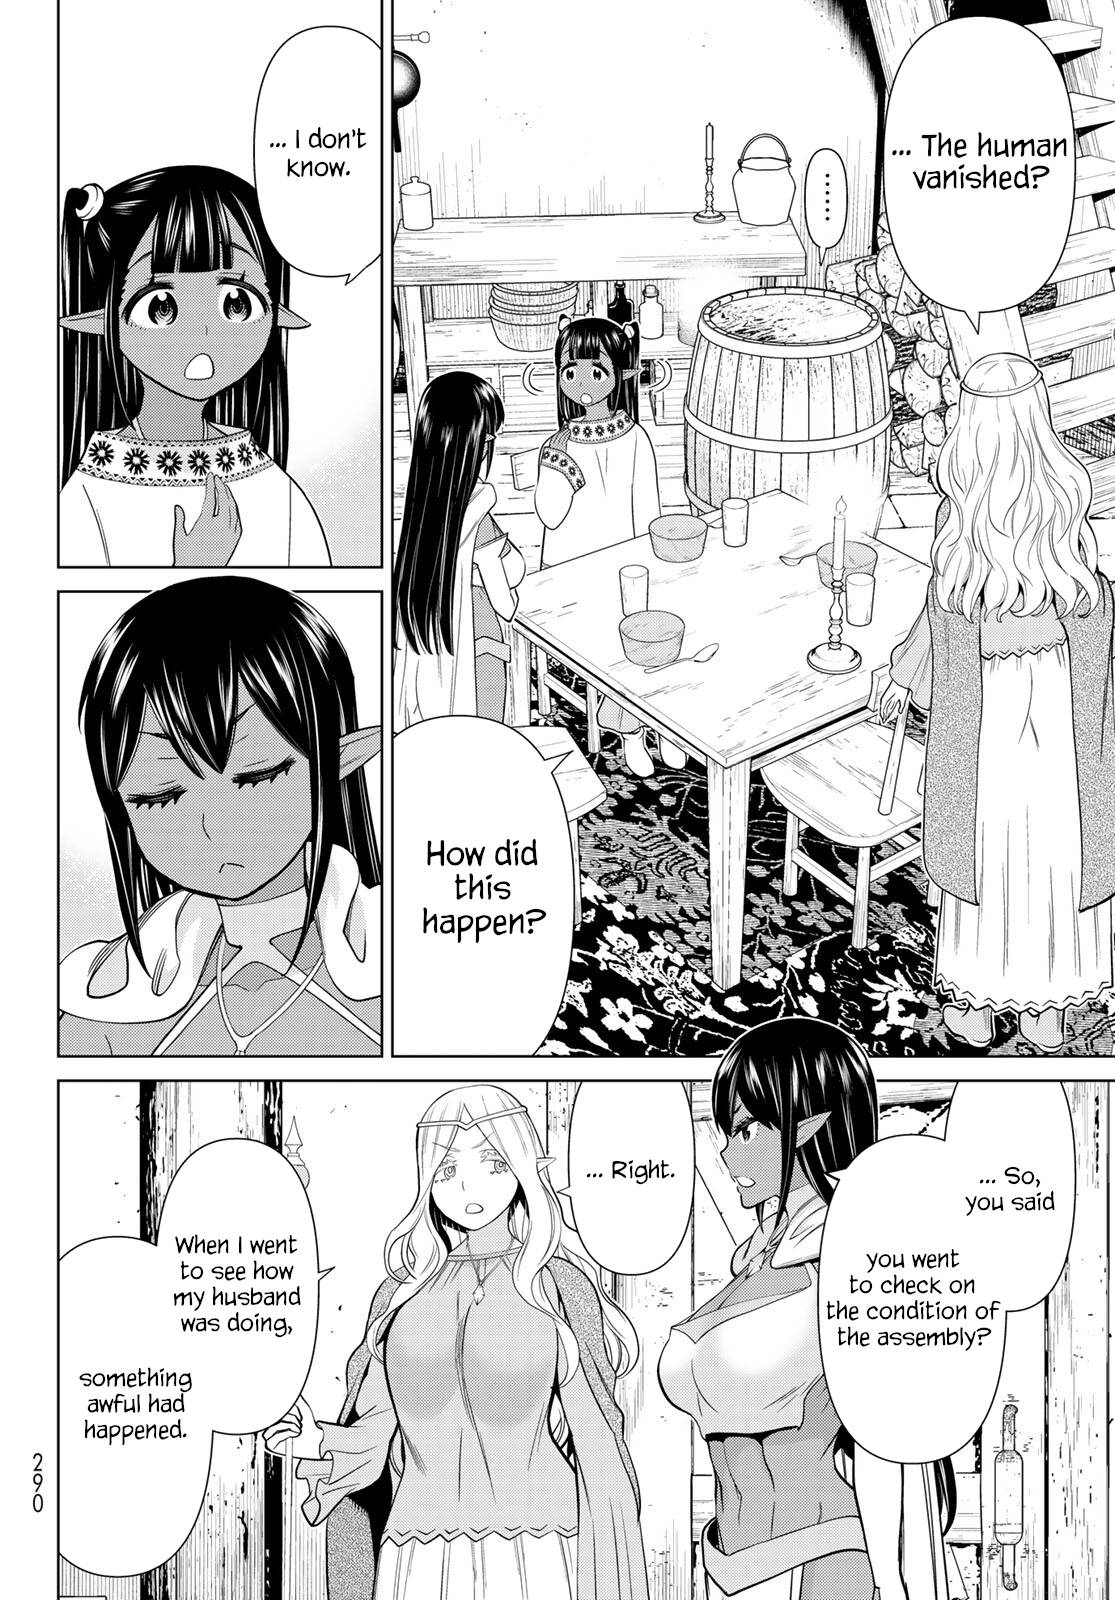 ... The human
vanished?
......
How did
this
happen?
... I don't
know.
... So,
you said
you went
to check on
the condition of
the assembly?
... Right.
When I went
to see how
my husband
was doing,
something
awful had
happened.
290